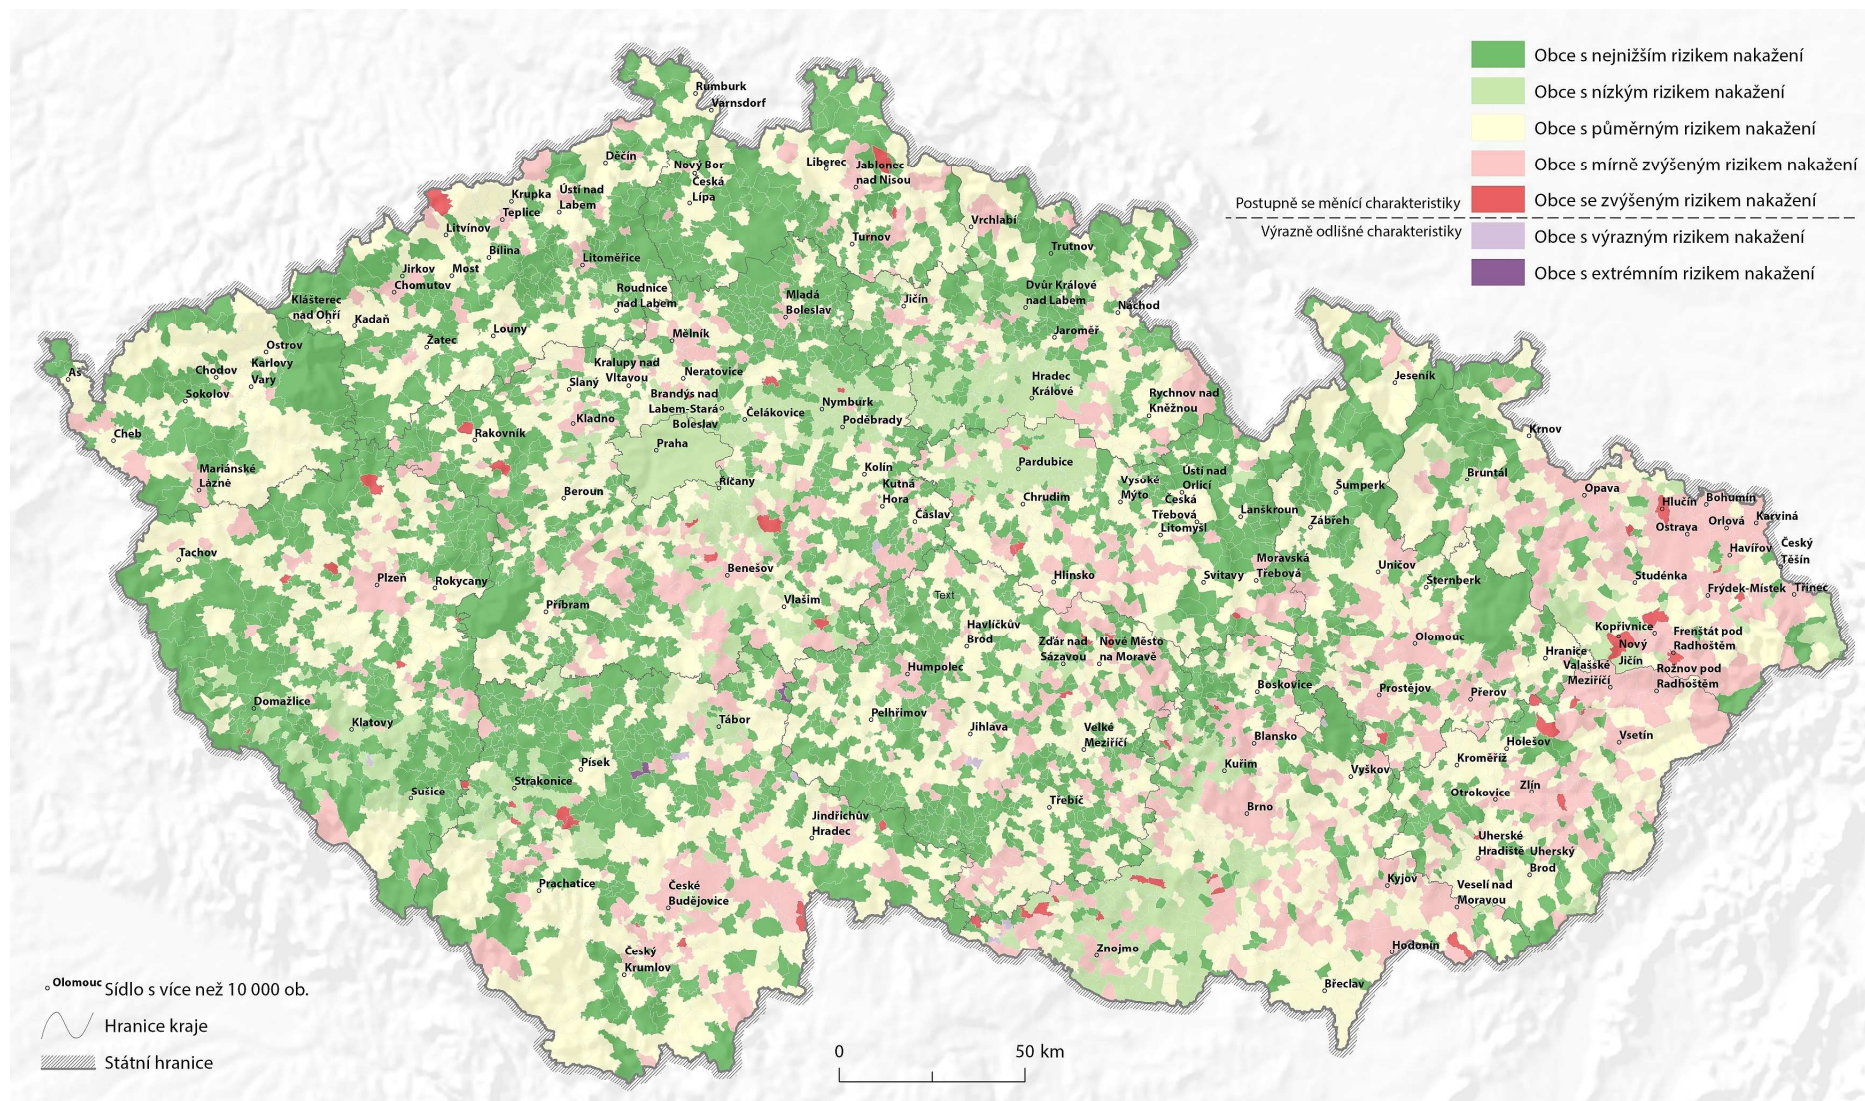 Obce s nejnižším rizikem nakažení
Obce s nízkým rizikem nakažení
Obce s půměrným rizikem nakažení
Obce s mírně zvýšeným rizikem nakažení
Obce se zvýšeným rizikem nakažení
Postupně se měnící charakteristiky
Výrazně odlišné charakteristiky
Obce s výrazným rizikem nakažení
Obce s extrémním rizikem nakažení
Rumburk
Varnsdorf
Děčín
Nový Bor
Česká
Lípa
Liberec
Jablonec
nad Nisou
Krupka
Ústí nad
Labem
Teplice
Litvínov
Vrchlabí
Turnov
Trutnov
Bílina
Litoměřice
Jirkov
Most
Chomutov
Roudnice
nad Labem
Mladá
Boleslav
Jičín
Dvůr Králové
nad Labem
Náchod
Klášterec
nad Ohří
Kadaň
Louny
Žatec
Mělník
Jaroměř
Ostrov
Karlovy
Vary
Chodov
Sokolov
Aš
Cheb
Mariánské
Lázně
Kralupy nad
Vltavou
Neratovice
Slaný
Brandýs nad
Labem-Stará
Boleslav
Čelákovice
Nymburk
Poděbrady
Hradec
Králové
Rychnov nad
Kněžnou
Jeseník
Krnov
Kladno
Rakovník
Praha
Říčany
Beroun
Kolín
Kutná
Hora
Čáslav
Pardubice
Chrudim
Vysoké
Mýto
Ústí nad
Orlicí
Česká
Třebová
Litomyšl
Lanškroun
Šumperk
Zábřeh
Bruntál
Opava
Hlučín
Bohumín
Ostrava
Orlová
Karviná
Havířov
Český
Těšín
Tachov
Plzeň
Rokycany
Příbram
Benešov
Vlašim
Text
Hlinsko
Svitavy
Moravská
Třebová
Uničov
Šternberk
Studénka
Frýdek-Místek
Třinec
Havlíčkův
Brod
Žďár nad
Sázavou
Nové Město
na Moravě
Olomouc
Hranice
Kopřivnice
Nový
Jičín
Frenštát pod
Radhoštěm
Valašské
Meziříčí
Rožnov pod
Radhoštěm
Humpolec
Boskovice
Prostějov
Přerov
Domažlice
Klatovy
Tábor
Pelhřimov
Jihlava
Velké
Meziříčí
Blansko
Holešov
Vsetín
Kroměříž
Písek
Strakonice
Sušice
Kuřim
Vyškov
Třebíč
Brno
Otrokovice
Zlín
Jindřichův
Hradec
Uherské
Hradiště
Uherský
Brod
Prachatice
České
Budějovice
Kyjov
Veselí nad
Moravou
Český
Krumlov
Znojmo
Hodonín
Břeclav
Olomouc
Sídlo s více než 10 000 ob.
Hranice kraje
Státní hranice
0 50 km